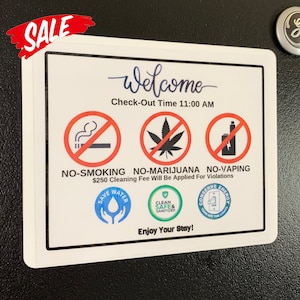 SALE
welcome
Check-Out Time 11:00 AM
NO-SMOKING NO-MARIJUANA NO-VAPING
$250 Cleaning Fee Will Be Applied For Violations
SAVE WATER
CLEAN
SAFE &
SANITIZED
Enjoy Your Stay!